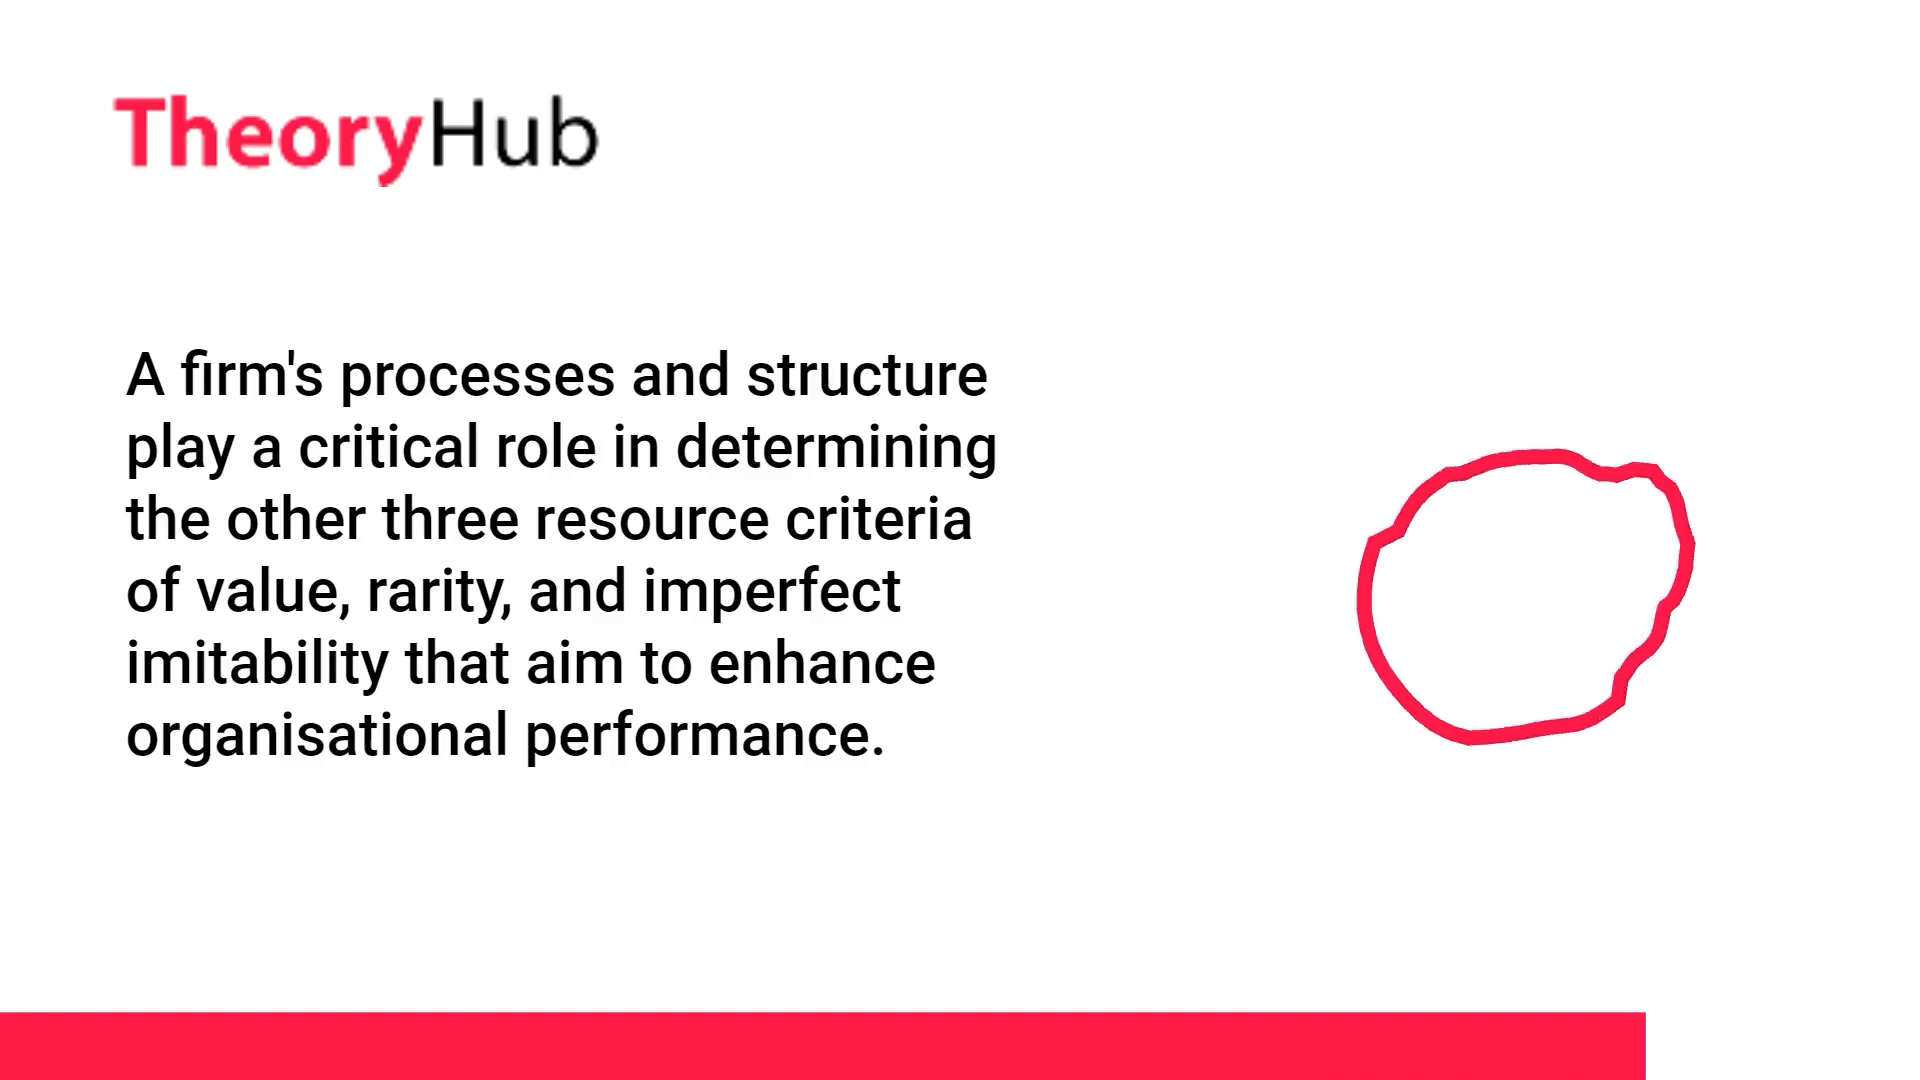 TheoryHub
A firm's processes and structure
play a critical role in determining
the other three resource criteria
of value, rarity, and imperfect
imitability that aim to enhance
organisational performance.